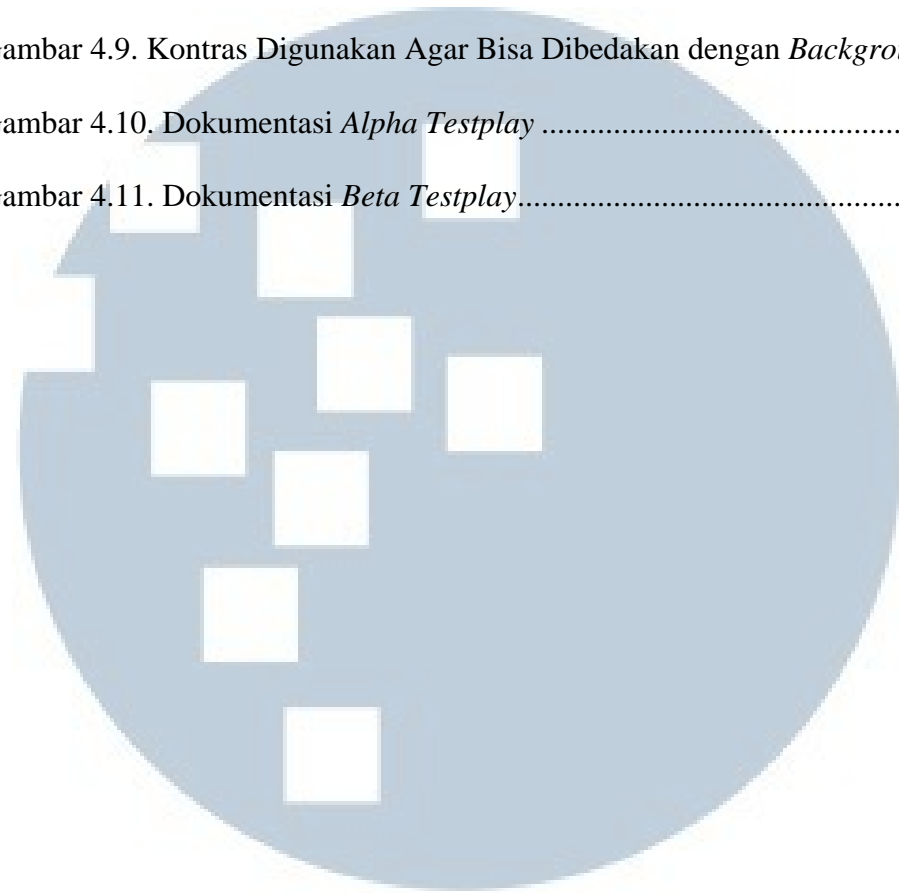 ambar 4.9. Kontras Digunakan Agar Bisa Dibedakan dengan Backgrou
ambar 4.10. Dokumentasi Alpha Testplay ..............................................
ambar 4.11. Dokumentasi Beta Testplay.................................................